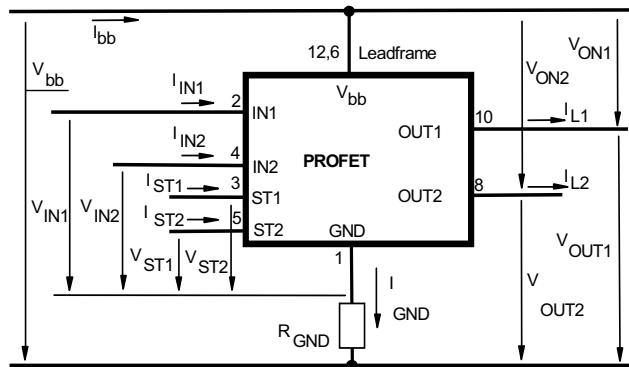 I bb
V bb
12,6 Leadframe
V ON1
V ON2
I IN1
2
V bb
IN1
10
I L1
OUT1
I IN2
4
IN2
PROFET
I ST1
3
ST1
OUT2
8
I L2
I ST2
5
ST2
GND
V IN1
V IN2
V ST1
V ST2
1
V OUT1
I GND
V OUT2
R GND